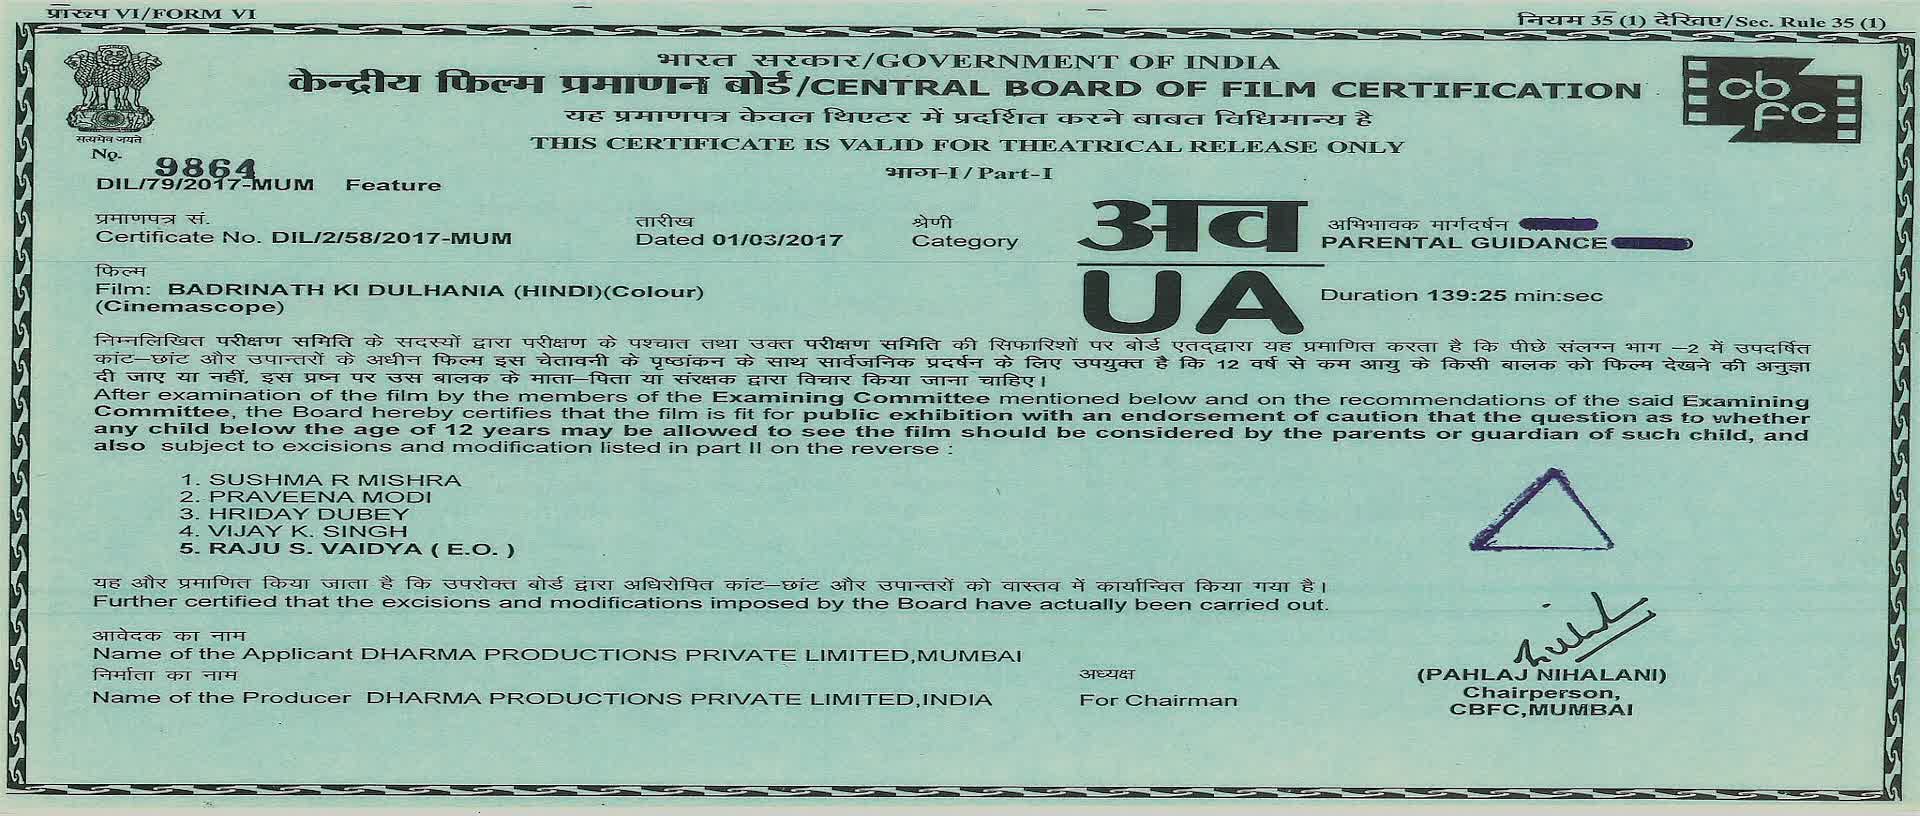 प्रारूप VI/FORM VI
नियम 35 (1) देखिए/Sec. Rule 35 (1)
भारत सरकार/GOVERNMENT OF INDIA
केन्द्रीय फिल्म प्रमाणन बोर्ड/CENTRAL BOARD OF FILM CERTIFICATION
cb
fc
यह प्रमाणपत्र केवल थिएटर में प्रदर्शित करने बाबत विधिमान्य है
सत्यमेव जयते
THIS CERTIFICATE IS VALID FOR THEATRICAL RELEASE ONLY
No. 9864
भाग-I / Part-I
DIL/79/2017-MUM Feature
प्रमाणपत्र सं. तारीख श्रेणी अव अभिभावक मार्गदर्षन
Certificate No. DIL/2/58/2017-MUM Dated 01/03/2017 Category PARENTAL GUIDANCE
फिल्म
Film: BADRINATH KI DULHANIA (HINDI)(Colour) UA Duration 139:25 min:sec
(Cinemascope)
निम्नलिखित परीक्षण समिति के सदस्यों द्वारा परीक्षण के पश्चात तथा उक्त परीक्षण समिति की सिफारिशों पर बोर्ड एतद्द्वारा यह प्रमाणित करता है कि पीछे संलग्न भाग –2 में उपदर्षित
कांट–छांट और उपान्तरों के अधीन फिल्म इस चेतावनी के पृष्ठांकन के साथ सार्वजनिक प्रदर्षन के लिए उपयुक्त है कि 12 वर्ष से कम आयु के किसी बालक को फिल्म देखने की अनुज्ञा
दी जाए या नहीं, इस प्रष्न पर उस बालक के माता–पिता या संरक्षक द्वारा विचार किया जाना चाहिए।
After examination of the film by the members of the Examining Committee mentioned below and on the recommendations of the said Examining
Committee, the Board hereby certifies that the film is fit for public exhibition with an endorsement of caution that the question as to whether
any child below the age of 12 years may be allowed to see the film should be considered by the parents or guardian of such child, and
also subject to excisions and modification listed in part II on the reverse :
1. SUSHMA R MISHRA
2. PRAVEENA MODI
3. HRIDAY DUBEY
4. VIJAY K. SINGH
5. RAJU S. VAIDYA ( E.O. )
यह और प्रमाणित किया जाता है कि उपरोक्त बोर्ड द्वारा अधिरोपित कांट–छांट और उपान्तरों को वास्तव में कार्यान्वित किया गया है।
Further certified that the excisions and modifications imposed by the Board have actually been carried out.
आवेदक का नाम
Name of the Applicant DHARMA PRODUCTIONS PRIVATE LIMITED,MUMBAI
निर्माता का नाम अध्यक्ष (PAHLAJ NIHALANI)
Name of the Producer DHARMA PRODUCTIONS PRIVATE LIMITED,INDIA For Chairman Chairperson,
CBFC,MUMBAI